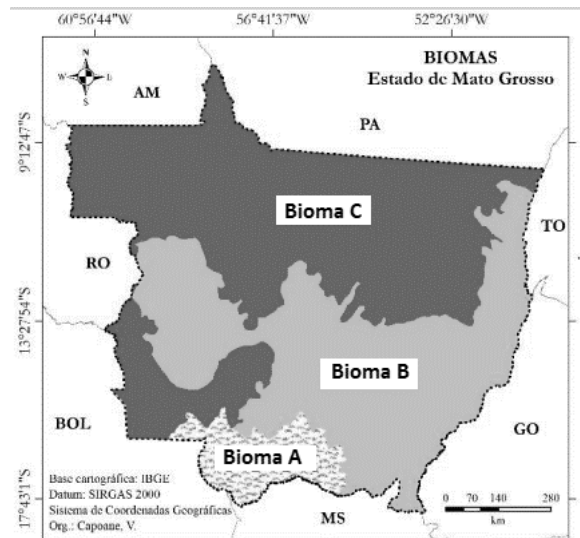 60°56'44"W 56°41'37"W 52°26'30"W
BIOMAS
Estado de Mato Grosso
N
W
S
AM
PA
9°12'47"S
Bioma C
TO
RO
13°27'54"S
Bioma B
BOL
GO
Bioma A
Base cartográfica: IBGE
Datum: SIRGAS 2000
Sistema de Coordenadas Geográficas
Org.: Capoane, V.
17°43'1"S
MS
0 70 140 280
km